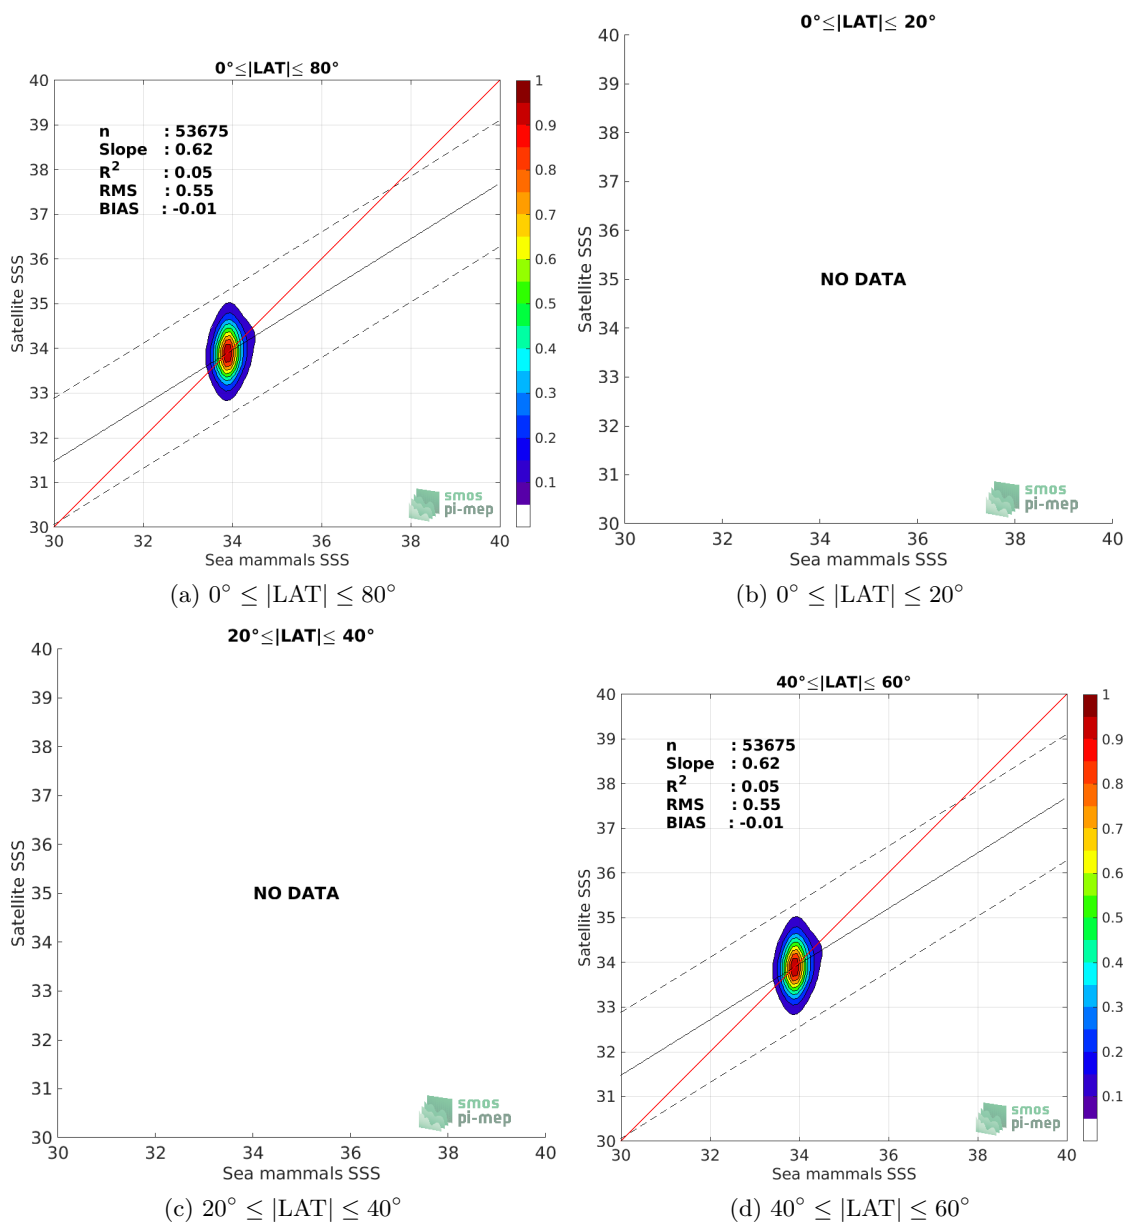 0°≤|LAT|≤ 80°
40
39
38
37
36
35
34
33
32
31
30
Satellite SSS
n : 53675
Slope : 0.62
R² : 0.05
RMS : 0.55
BIAS : -0.01
smos
pi-mep
30 32 34 36 38 40
Sea mammals SSS
1
0.9
0.8
0.7
0.6
0.5
0.4
0.3
0.2
0.1
(a) 0° ≤ |LAT| ≤ 80°
0°≤|LAT|≤ 20°
40
39
38
37
36
35
34
33
32
31
30
Satellite SSS
NO DATA
smos
pi-mep
30 32 34 36 38 40
Sea mammals SSS
(b) 0° ≤ |LAT| ≤ 20°
20°≤|LAT|≤ 40°
40
39
38
37
36
35
34
33
32
31
30
Satellite SSS
NO DATA
smos
pi-mep
30 32 34 36 38 40
Sea mammals SSS
(c) 20° ≤ |LAT| ≤ 40°
40°≤|LAT|≤ 60°
40
39
38
37
36
35
34
33
32
31
30
Satellite SSS
n : 53675
Slope : 0.62
R² : 0.05
RMS : 0.55
BIAS : -0.01
smos
pi-mep
30 32 34 36 38 40
Sea mammals SSS
1
0.9
0.8
0.7
0.6
0.5
0.4
0.3
0.2
0.1
(d) 40° ≤ |LAT| ≤ 60°